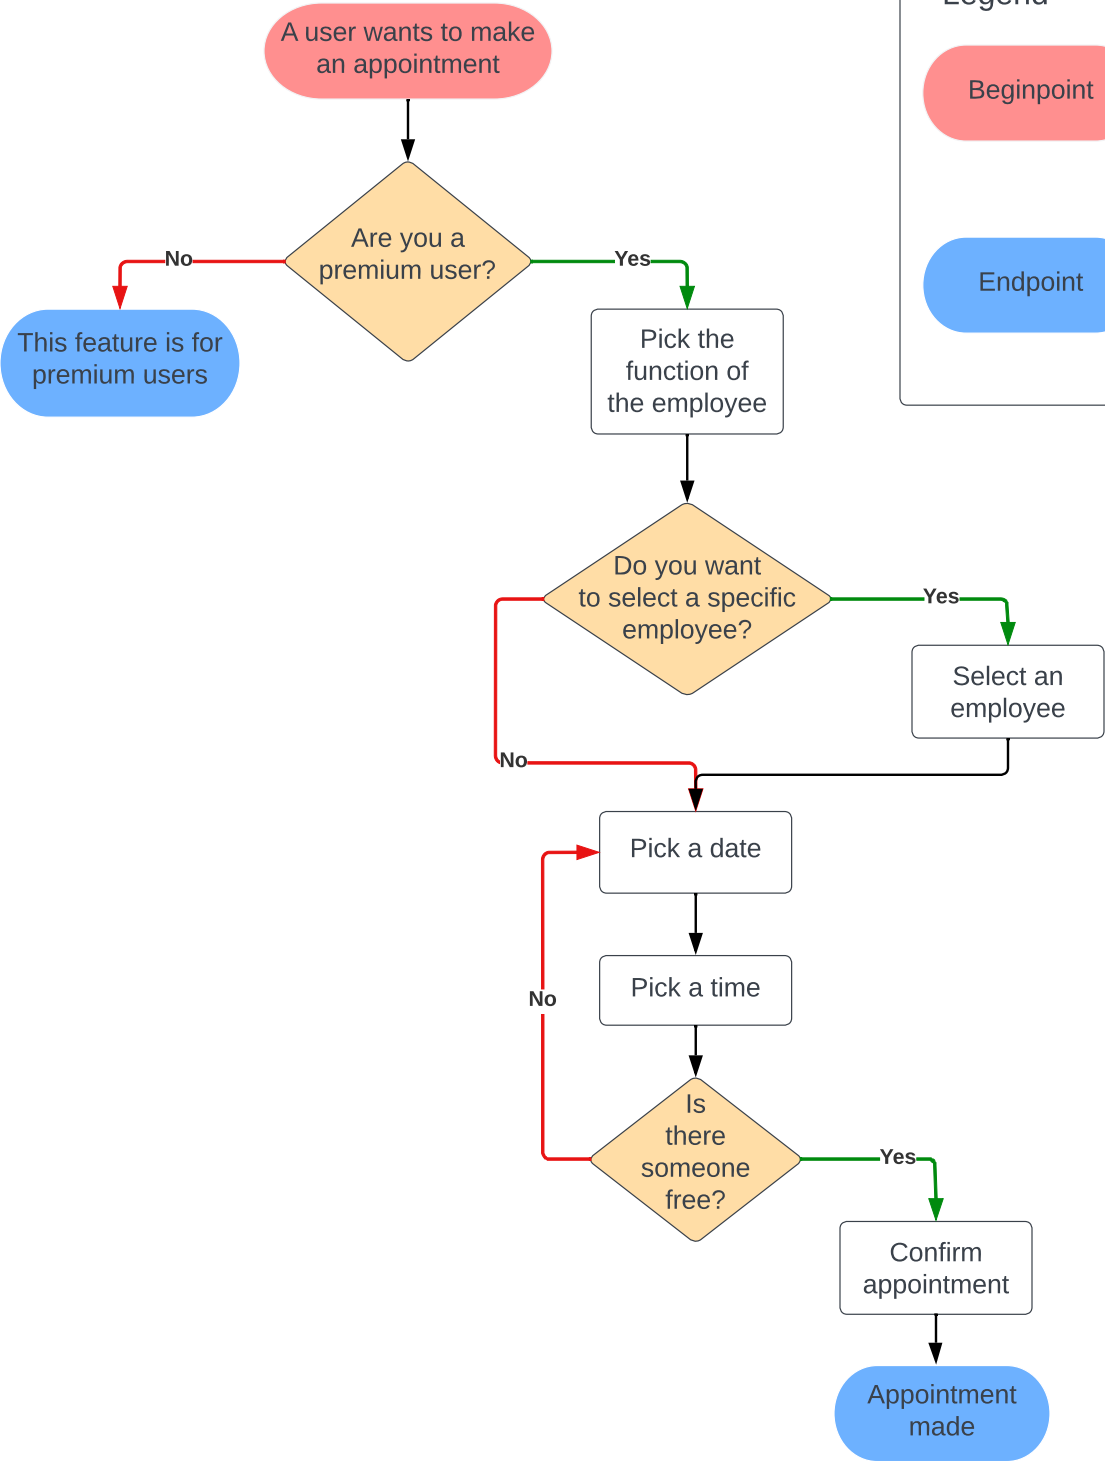 A user wants to make
an appointment
Legend
Beginpoint
Endpoint
Are you a
premium user?
No
Yes
This feature is for
premium users
Pick the
function of
the employee
Do you want
to select a specific
employee?
Yes
Select an
employee
No
Pick a date
No
Pick a time
Is
there
someone
free?
Yes
Confirm
appointment
Appointment
made